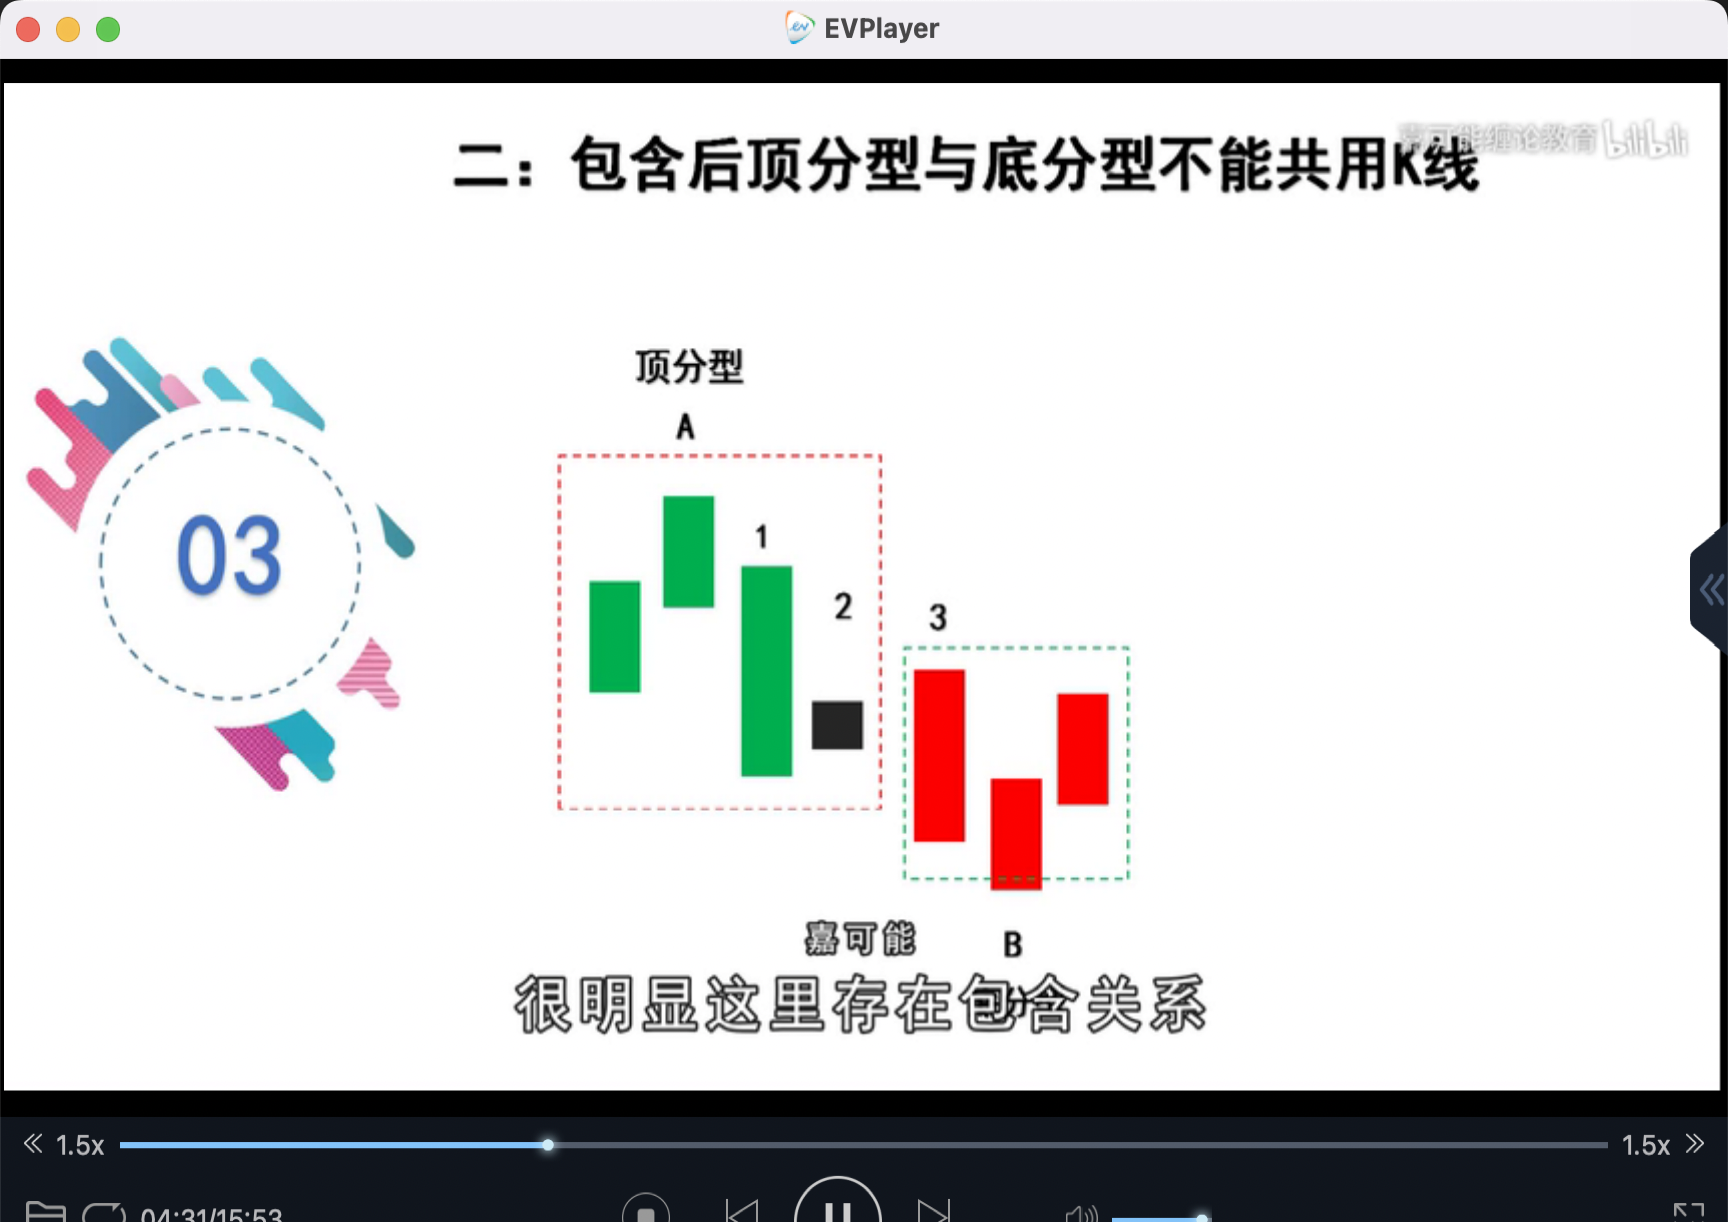 EVPlayer
二：包含后顶分型与底分型不能共用K线
嘉可能缠论教育 bilibili
顶分型
A
1
2
3
03
嘉可能
B
很明显这里存在包含关系
1.5x
1.5x
04:31/15:53